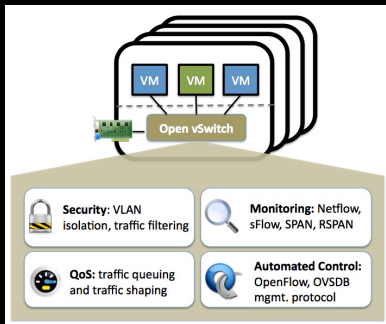 VM VM VM
Open vSwitch
Security: VLAN
isolation, traffic filtering
Monitoring: Netflow,
sFlow, SPAN, RSPAN
QoS: traffic queuing
and traffic shaping
Automated Control:
OpenFlow, OVSDB
mgmt. protocol